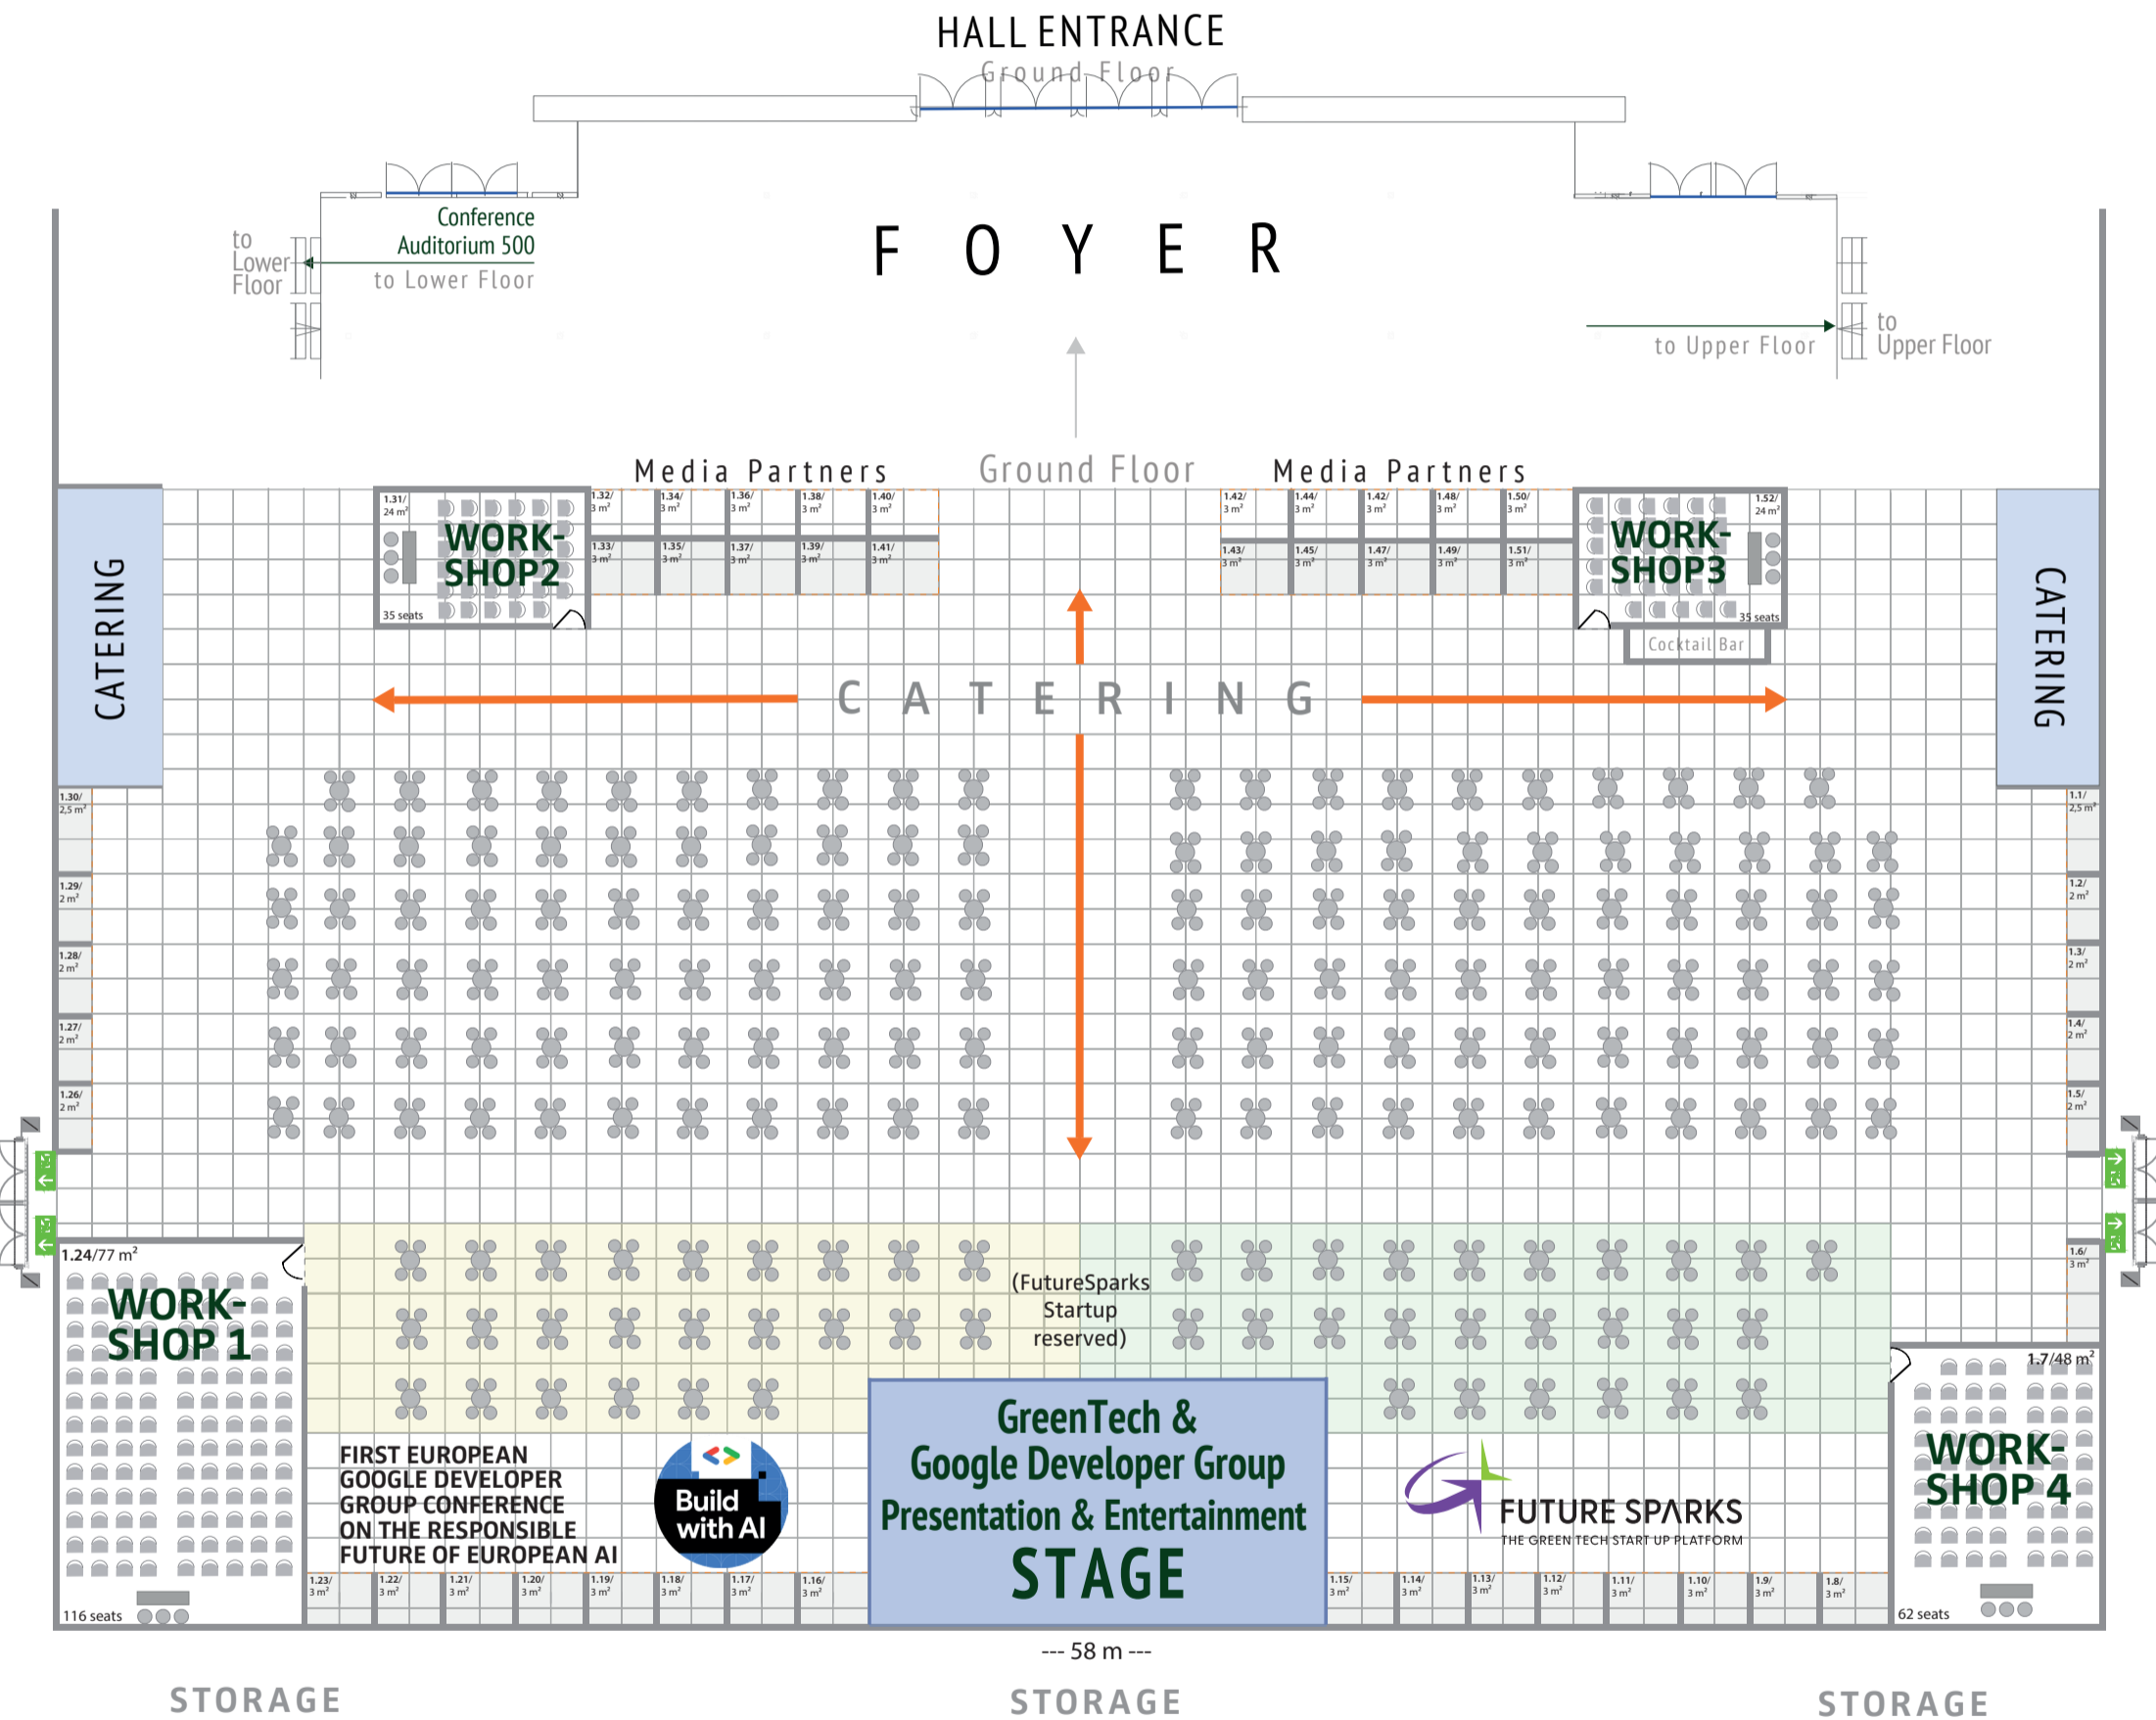 HALL ENTRANCE
Ground Floor
Conference
Auditorium 500
to Lower Floor
to
Lower
Floor
F O Y E R
to Upper Floor
to
Upper Floor
Media Partners
Ground Floor
Media Partners
1.31/
24 m²
WORK-
SHOP2
35 seats
1.32/
3 m²
1.34/
3 m²
1.36/
3 m²
1.38/
3 m²
1.40/
3 m²
1.33/
3 m²
1.35/
3 m²
1.37/
3 m²
1.39/
3 m²
1.41/
3 m²
1.42/
3 m²
1.44/
3 m²
1.42/
3 m²
1.48/
3 m²
1.50/
3 m²
1.43/
3 m²
1.45/
3 m²
1.47/
3 m²
1.49/
3 m²
1.51/
3 m²
1.52/
24 m²
WORK-
SHOP3
35 seats
Cocktail Bar
CATERING
CATERING
CATERING
1.30/
2,5 m²
1.29/
2 m²
1.28/
2 m²
1.27/
2 m²
1.26/
2 m²
1.1/
2,5 m²
1.2/
2 m²
1.3/
2 m²
1.4/
2 m²
1.5/
2 m²
1.6/
3 m²
1.24/77 m²
WORK-
SHOP 1
116 seats
(FutureSparks
Startup
reserved)
1.7/48 m²
WORK-
SHOP 4
62 seats
FIRST EUROPEAN
GOOGLE DEVELOPER
GROUP CONFERENCE
ON THE RESPONSIBLE
FUTURE OF EUROPEAN AI
Build
with AI
GreenTech &
Google Developer Group
Presentation & Entertainment
STAGE
FUTURE SPARKS
THE GREEN TECH START UP PLATFORM
1.23/
3 m²
1.22/
3 m²
1.21/
3 m²
1.20/
3 m²
1.19/
3 m²
1.18/
3 m²
1.17/
3 m²
1.16/
3 m²
1.15/
3 m²
1.14/
3 m²
1.13/
3 m²
1.12/
3 m²
1.11/
3 m²
1.10/
3 m²
1.9/
3 m²
1.8/
3 m²
--- 58 m ---
STORAGE
STORAGE
STORAGE